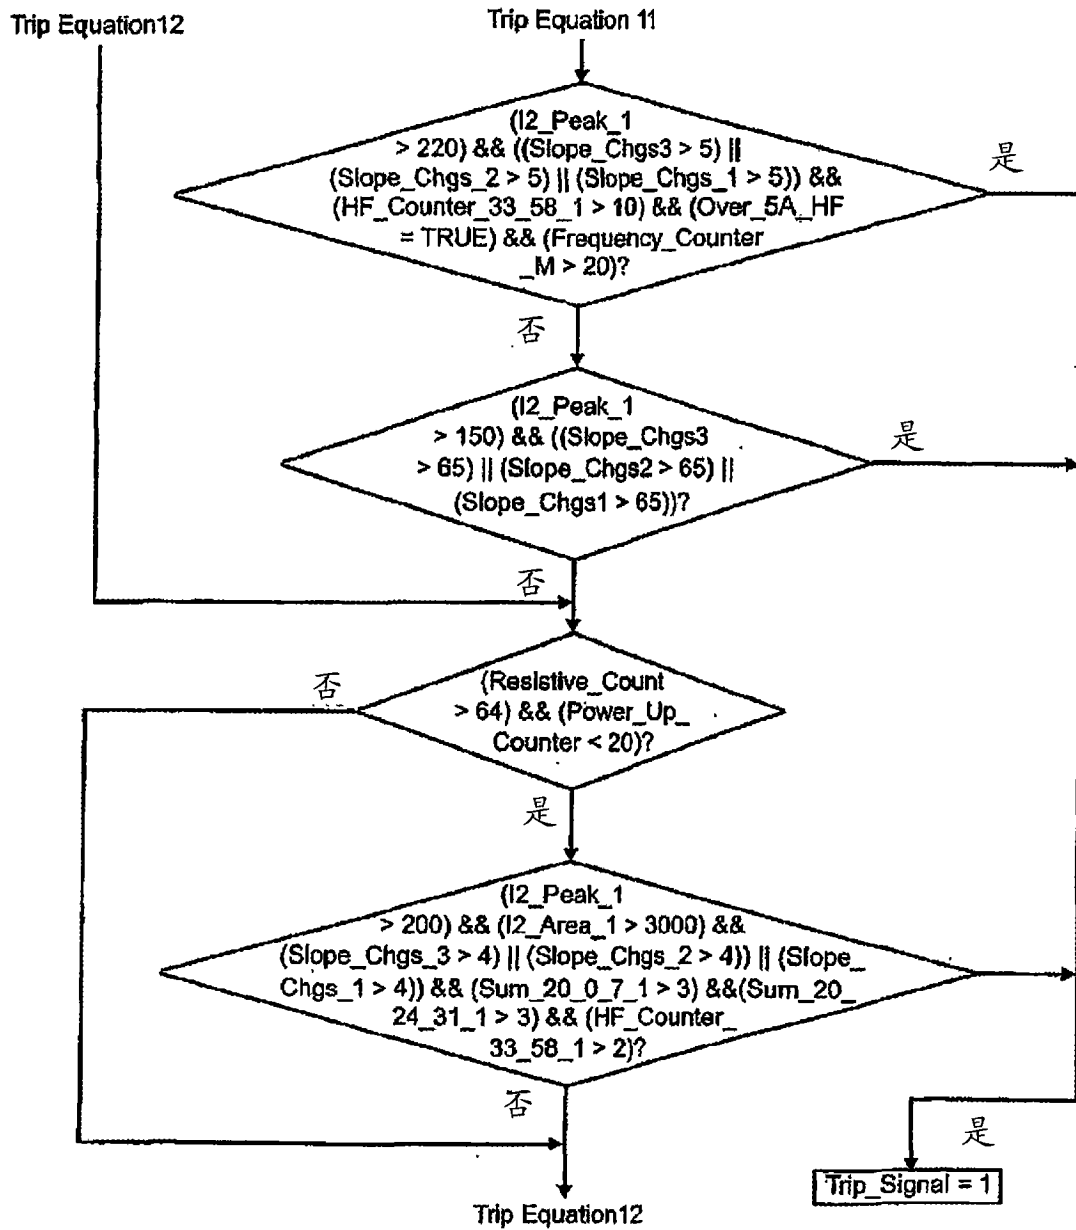 Trip Equation12
Trip Equation 11
(I2_Peak_1
> 220) && ((Slope_Chgs3 > 5) ||
(Slope_Chgs_2 > 5) || (Slope_Chgs_1 > 5)) &&
(HF_Counter_33_58_1 > 10) && (Over_5A_HF
= TRUE) && (Frequency_Counter
_M > 20)?
是
否
(I2_Peak_1
> 150) && ((Slope_Chgs3
> 65) || (Slope_Chgs2 > 65) ||
(Slope_Chgs1 > 65))?
是
否
(Resistive_Count
> 64) && (Power_Up_
Counter < 20)?
否
是
(I2_Peak_1
> 200) && (I2_Area_1 > 3000) &&
(Slope_Chgs_3 > 4) || (Slope_Chgs_2 > 4)) || (Slope_
Chgs_1 > 4)) && (Sum_20_0_7_1 > 3) &&(Sum_20_
24_31_1 > 3) && (HF_Counter_
33_58_1 > 2)?
否
是
Trip_Signal = 1
Trip Equation12